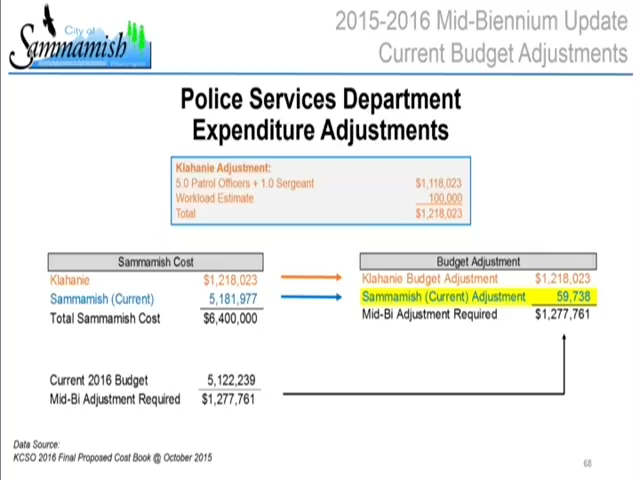 City of
Sammamish
Washington
2015-2016 Mid-Biennium Update
Current Budget Adjustments
Police Services Department
Expenditure Adjustments
Klahanie Adjustment:
5.0 Patrol Officers + 1.0 Sergeant $1,118,023
Workload Estimate 100,000
Total $1,218,023
Sammamish Cost
Klahanie $1,218,023
Sammamish (Current) 5,181,977
Total Sammamish Cost $6,400,000
Budget Adjustment
Klahanie Budget Adjustment $1,218,023
Sammamish (Current) Adjustment 59,738
Mid-Bi Adjustment Required $1,277,761
Current 2016 Budget 5,122,239
Mid-Bi Adjustment Required $1,277,761
Data Source:
KCSO 2016 Final Proposed Cost Book @ October 2015
68